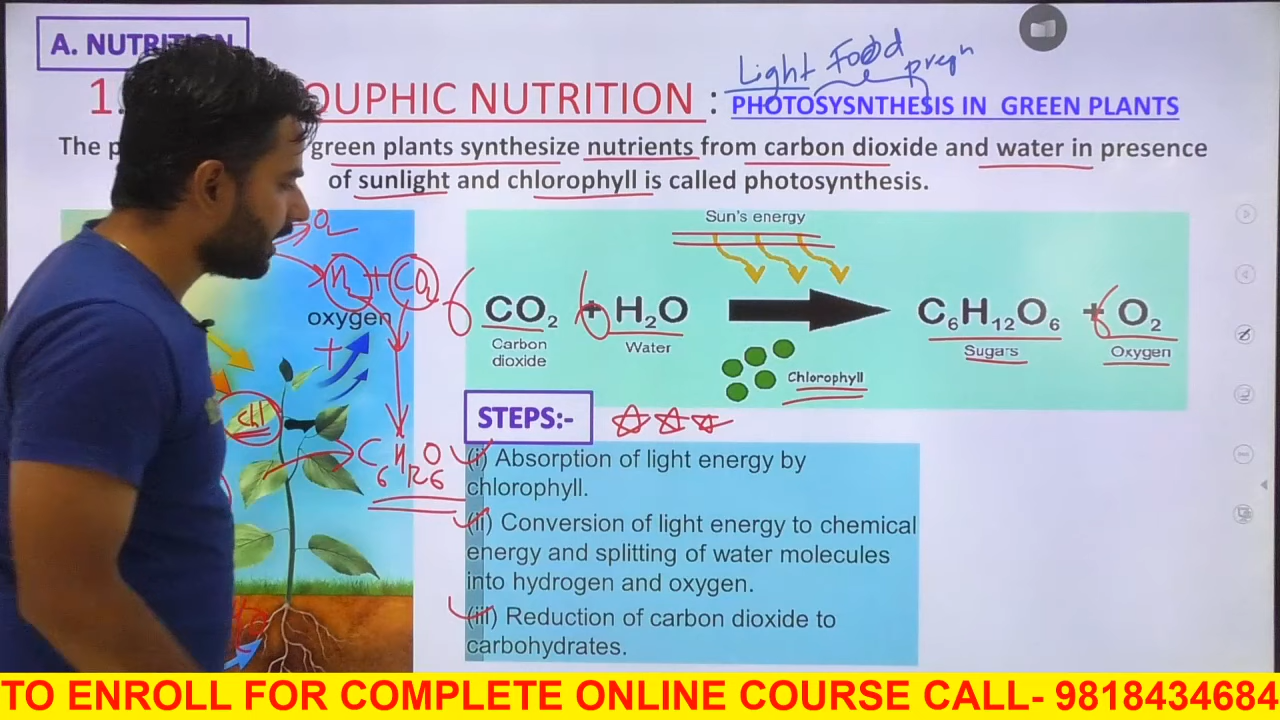 A. NUTRITION
Light Food prepn
1. OUPHIC NUTRITION : PHOTOSYSNTHESIS IN GREEN PLANTS
The p green plants synthesize nutrients from carbon dioxide and water in presence
of sunlight and chlorophyll is called photosynthesis.
Sun's energy
O2
H2 + CO2
oxygen
+
Chl
C6H12O6
6 CO2 + 6 H2O C6H12O6 + 6 O2
Carbon dioxide
Water
Sugars
Oxygen
Chlorophyll
STEPS:-
(i) Absorption of light energy by
chlorophyll.
(ii) Conversion of light energy to chemical
energy and splitting of water molecules
into hydrogen and oxygen.
(iii) Reduction of carbon dioxide to
carbohydrates.
TO ENROLL FOR COMPLETE ONLINE COURSE CALL- 9818434684